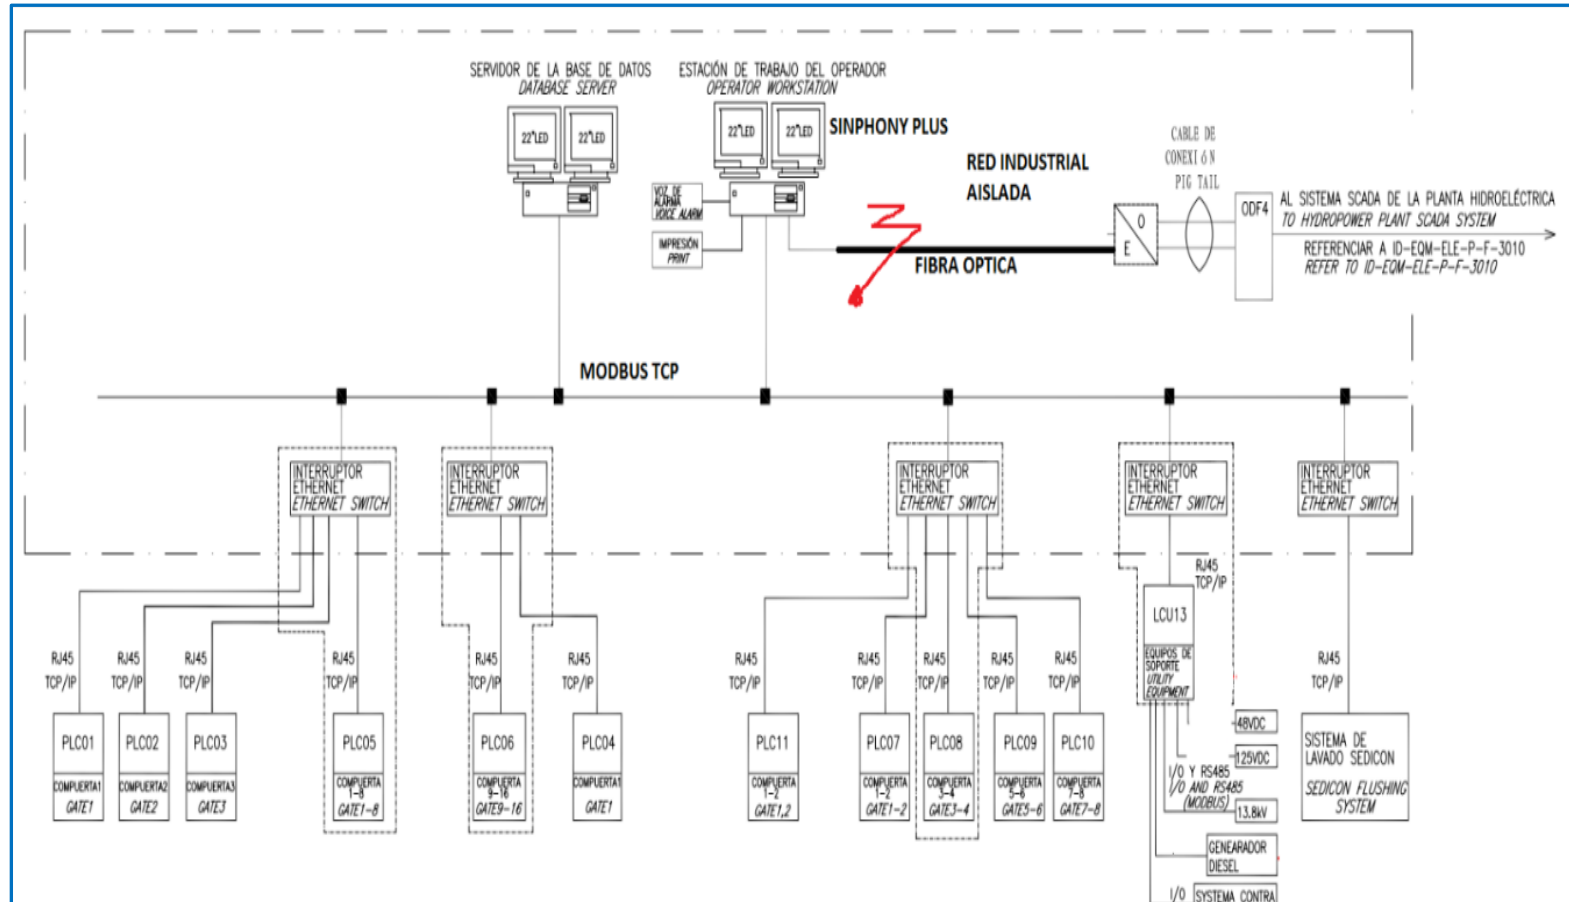 SERVIDOR DE LA BASE DE DATOS
DATABASE SERVER
ESTACIÓN DE TRABAJO DEL OPERADOR
OPERATOR WORKSTATION
22"LED
22"LED
22"LED
22"LED
SINPHONY PLUS
VOZ DE
ALARMA
VOICE ALARM
IMPRESIÓN
PRINT
RED INDUSTRIAL
AISLADA
FIBRA OPTICA
CABLE DE
CONEXIóN
PIG TAIL
O
E
ODF4
AL SISTEMA SCADA DE LA PLANTA HIDROELÉCTRICA
TO HYDROPOWER PLANT SCADA SYSTEM
REFERENCIAR A ID-EQM-ELE-P-F-3010
REFER TO ID-EQM-ELE-P-F-3010
MODBUS TCP
INTERRUPTOR
ETHERNET
ETHERNET SWITCH
INTERRUPTOR
ETHERNET
ETHERNET SWITCH
INTERRUPTOR
ETHERNET
ETHERNET SWITCH
INTERRUPTOR
ETHERNET
ETHERNET SWITCH
INTERRUPTOR
ETHERNET
ETHERNET SWITCH
RJ45
TCP/IP
RJ45
TCP/IP
RJ45
TCP/IP
RJ45
TCP/IP
RJ45
TCP/IP
RJ45
TCP/IP
RJ45
TCP/IP
RJ45
TCP/IP
RJ45
TCP/IP
RJ45
TCP/IP
RJ45
TCP/IP
RJ45
TCP/IP
RJ45
TCP/IP
PLC01
COMPUERTA1
GATE1
PLC02
COMPUERTA2
GATE2
PLC03
COMPUERTA3
GATE3
PLC05
COMPUERTA
1-8
GATE1-8
PLC06
COMPUERTA
9-16
GATE9-16
PLC04
COMPUERTA1
GATE1
PLC11
COMPUERTA
1-2
GATE1,2
PLC07
COMPUERTA
1-2
GATE1-2
PLC08
COMPUERTA
3-4
GATE3-4
PLC09
COMPUERTA
5-6
GATE5-6
PLC10
COMPUERTA
7-8
GATE7-8
LCU13
EQUIPOS DE
SOPORTE
UTILITY
EQUIPMENT
48VDC
125VDC
I/O Y RS485
I/O AND RS485
(MODBUS)
13.8kV
GENEARADOR
DIESEL
I/O
SYSTEMA CONTRA
SISTEMA DE
LAVADO SEDICON
SEDICON FLUSHING
SYSTEM